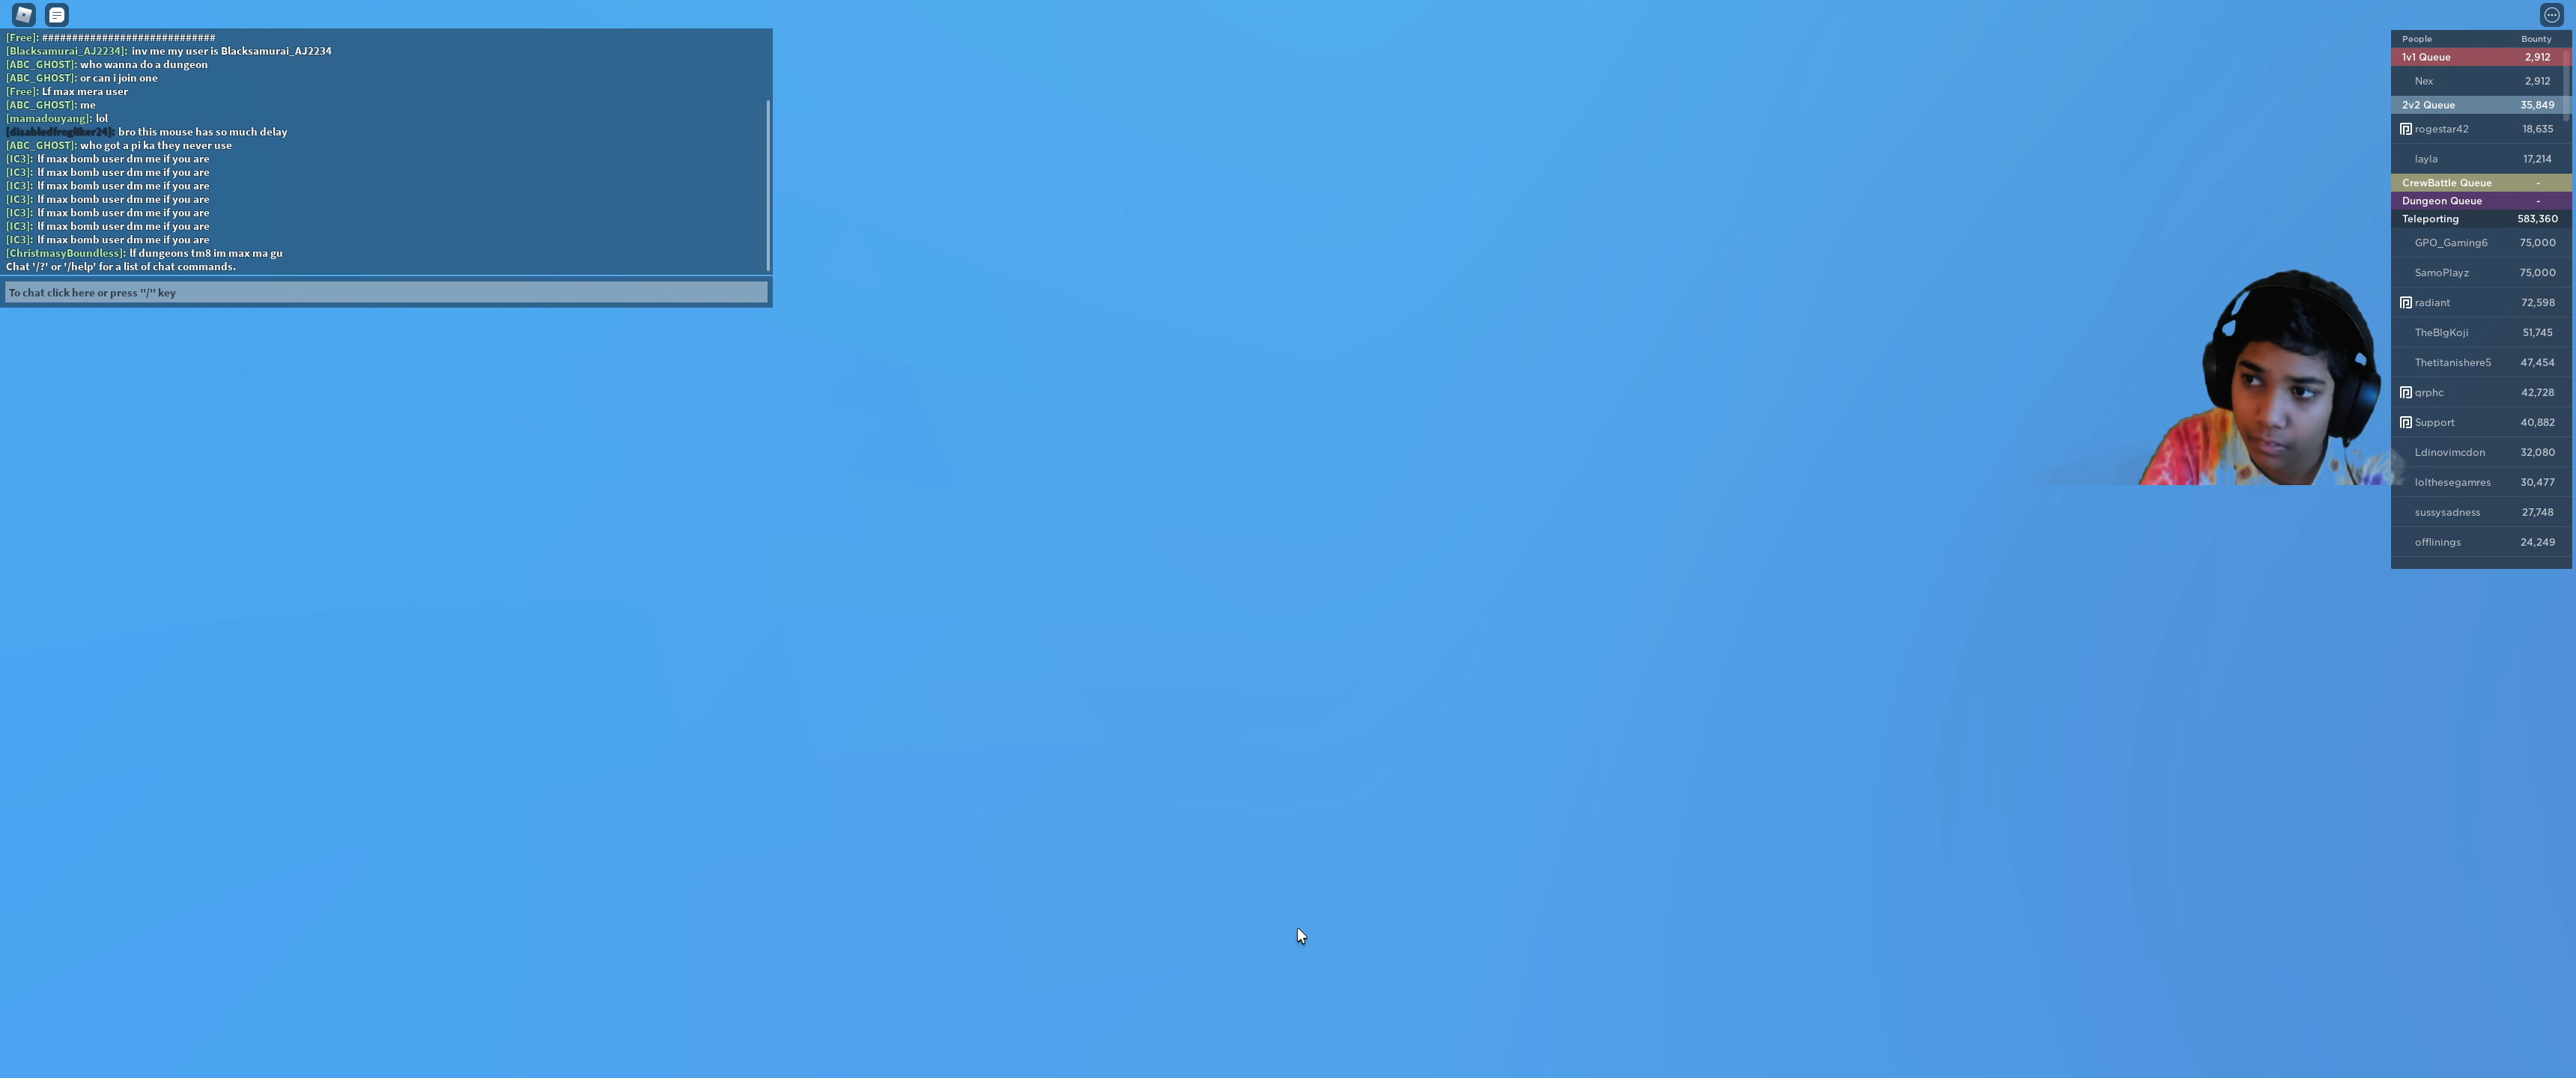 [Free]: #############################
[Blacksamurai_AJ2234]: inv me my user is Blacksamurai_AJ2234
[ABC_GHOST]: who wanna do a dungeon
[ABC_GHOST]: or can i join one
[Free]: Lf max mera user
[ABC_GHOST]: me
[mamadouyang]: lol
[disabledfrogliker24]: bro this mouse has so much delay
[ABC_GHOST]: who got a pi ka they never use
[IC3]: lf max bomb user dm me if you are
[IC3]: lf max bomb user dm me if you are
[IC3]: lf max bomb user dm me if you are
[IC3]: lf max bomb user dm me if you are
[IC3]: lf max bomb user dm me if you are
[IC3]: lf max bomb user dm me if you are
[IC3]: lf max bomb user dm me if you are
[ChristmasyBoundless]: lf dungeons tm8 im max ma gu
Chat '/?' or '/help' for a list of chat commands.
To chat click here or press "/" key
People Bounty
1v1 Queue 2,912
Nex 2,912
2v2 Queue 35,849
rogestar42 18,635
layla 17,214
CrewBattle Queue -
Dungeon Queue -
Teleporting 583,360
GPO_Gaming6 75,000
SamoPlayz 75,000
radiant 72,598
TheBIgKoji 51,745
Thetitanishere5 47,454
qrphc 42,728
Support 40,882
Ldinovimcdon 32,080
lolthesegamres 30,477
sussysadness 27,748
offlinings 24,249